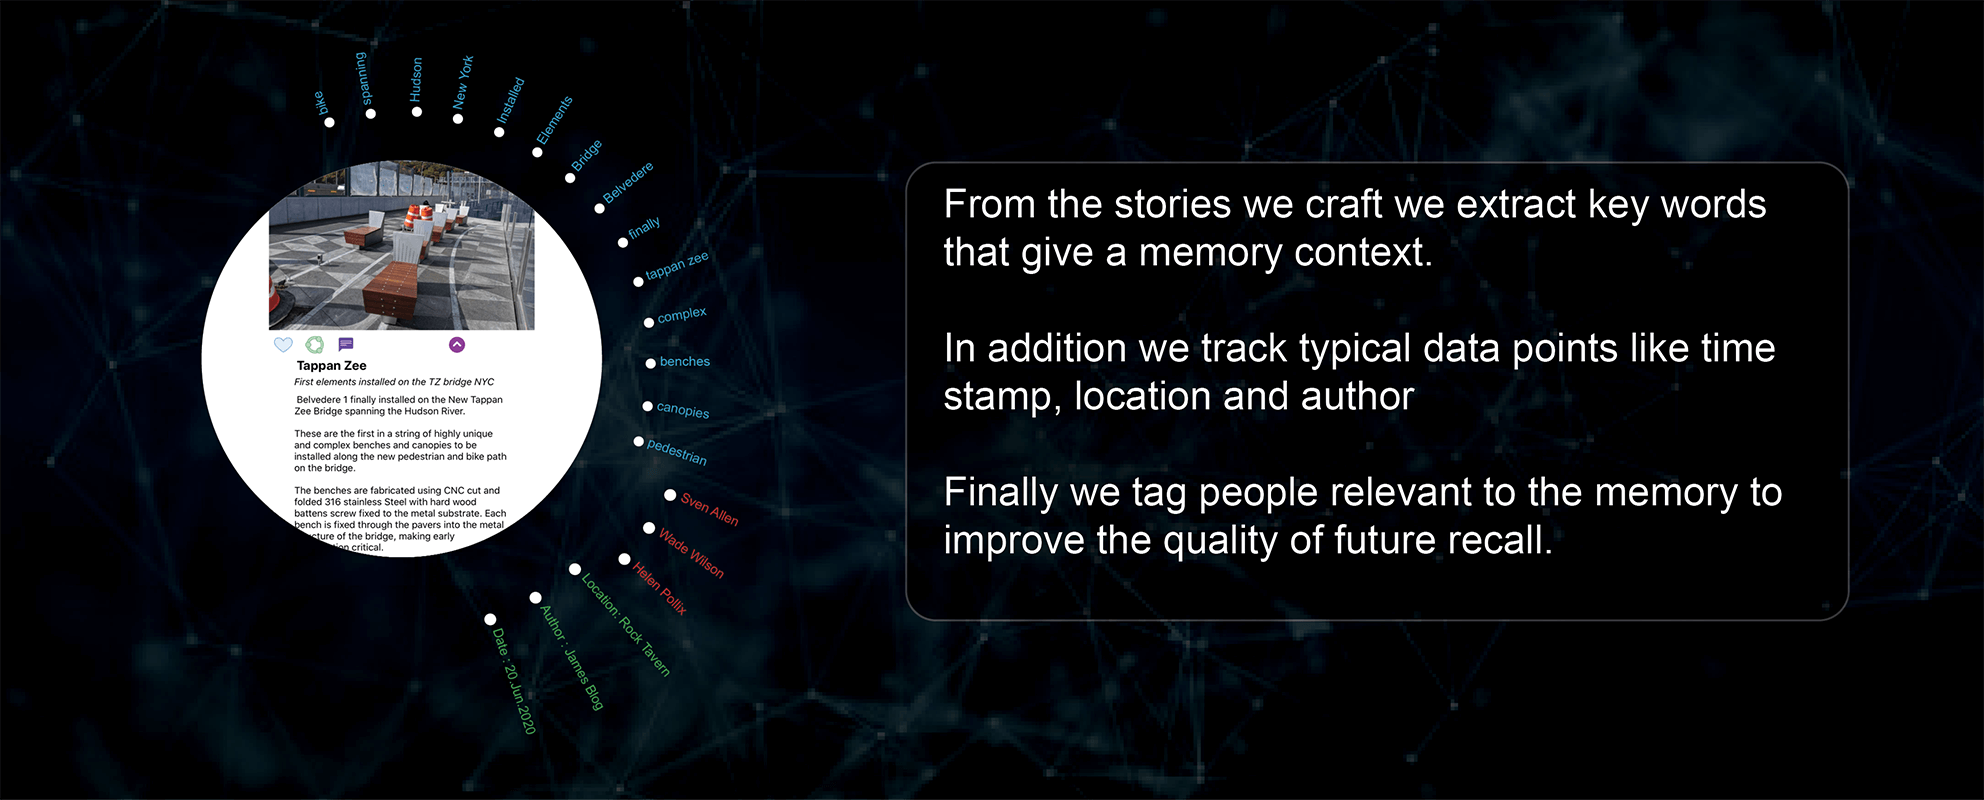 bike
spanning
Hudson
New York
Installed
Elements
Bridge
Belvedere
finally
tappan zee
complex
benches
canopies
pedestrian
Sven Allen
Wade Wilson
Helen Pollix
Location: Rock Tavern
Author : James Blog
Date : 20.Jun.2020
Tappan Zee
First elements installed on the TZ bridge NYC
Belvedere 1 finally installed on the New Tappan
Zee Bridge spanning the Hudson River.
These are the first in a string of highly unique
and complex benches and canopies to be
installed along the new pedestrian and bike path
on the bridge.
The benches are fabricated using CNC cut and
folded 316 stainless Steel with hard wood
battens screw fixed to the metal substrate. Each
bench is fixed through the pavers into the metal
of the bridge, making early
critical.
From the stories we craft we extract key words
that give a memory context.
In addition we track typical data points like time
stamp, location and author
Finally we tag people relevant to the memory to
improve the quality of future recall.